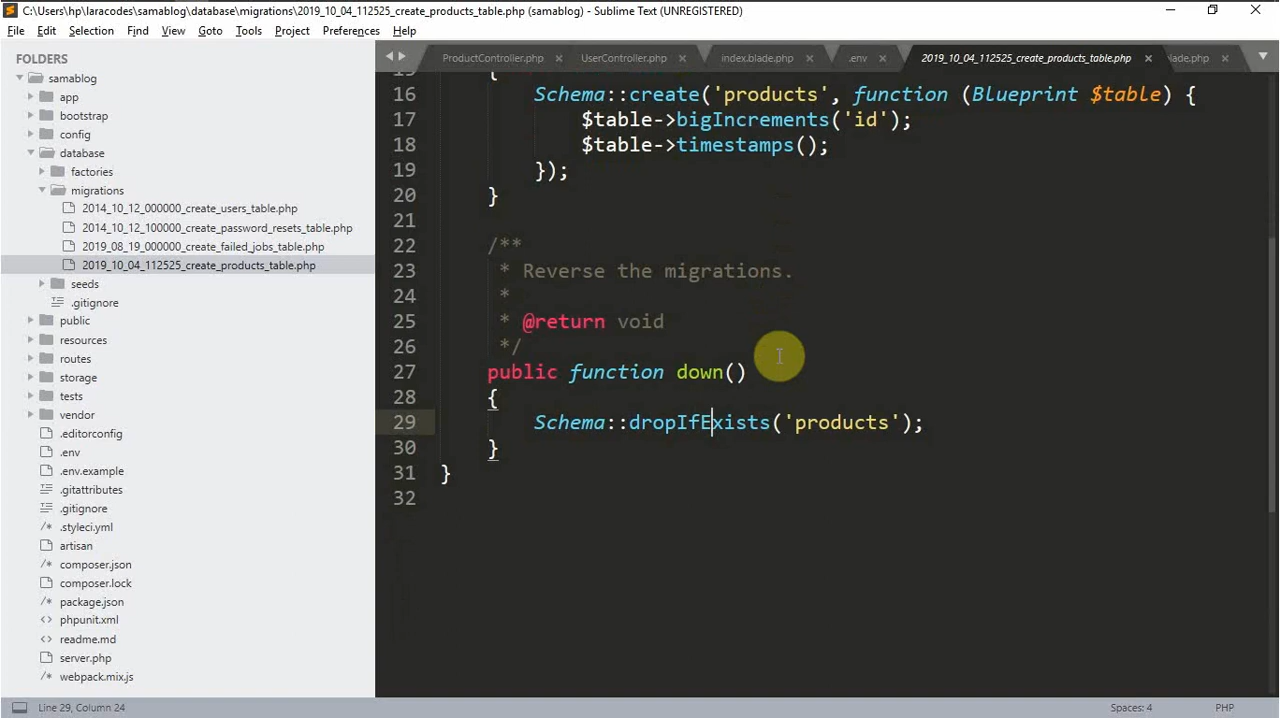 C:\Users\hp\laracodes\samablog\database\migrations\2019_10_04_112525_create_products_table.php (samablog) - Sublime Text (UNREGISTERED)
File Edit Selection Find View Goto Tools Project Preferences Help
FOLDERS
samablog
app
bootstrap
config
database
factories
migrations
2014_10_12_000000_create_users_table.php
2014_10_12_100000_create_password_resets_table.php
2019_08_19_000000_create_failed_jobs_table.php
2019_10_04_112525_create_products_table.php
seeds
.gitignore
public
resources
routes
storage
tests
vendor
.editorconfig
.env
.env.example
.gitattributes
.gitignore
.styleci.yml
artisan
composer.json
composer.lock
package.json
phpunit.xml
readme.md
server.php
webpack.mix.js
ProductController.php UserController.php index.blade.php .env 2019_10_04_112525_create_products_table.php lade.php
15 {
16 Schema::create('products', function (Blueprint $table) {
17 $table->bigIncrements('id');
18 $table->timestamps();
19 });
20 }
21
22 /**
23 * Reverse the migrations.
24 *
25 * @return void
26 */
27 public function down()
28 {
29 Schema::dropIfExists('products');
30 }
31 }
32
Line 29, Column 24 Spaces: 4 PHP